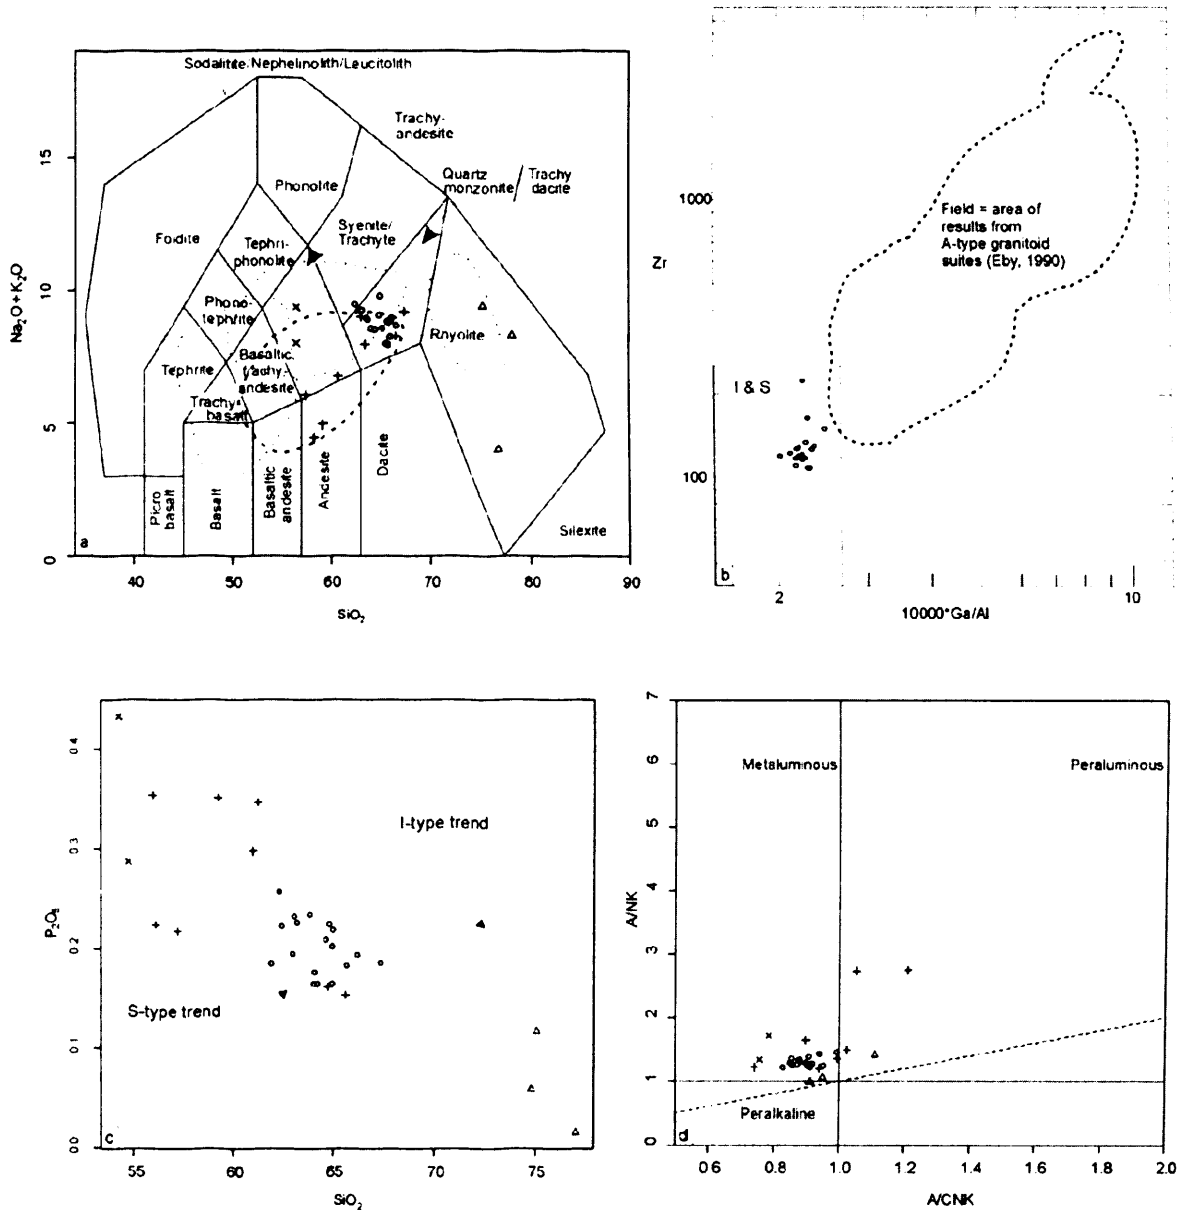 Sodalitite/Nephelinolith/Leucitolith
Trachy-
andesite
Quartz
monzonite
/ Trachy
dacite
Phonolite
Syenite/
Trachyte
Foidite
Tephri-
phonolite
Phono-
tephrite
Rhyolite
Tephrite
Basaltic
trachy-
andesite
Trachy-
basalt
Picro
basalt
Basalt
Basaltic
andesite
Andesite
Dacite
Silexite
a
Na2O + K2O
0
5
10
15
40
50
60
70
80
90
SiO2
Zr
1000
100
Field = area of
results from
A-type granitoid
suites (Eby, 1990)
I & S
b
2
10
10000*Ga/Al
P2O5
0.0
0.1
0.2
0.3
0.4
I-type trend
S-type trend
c
55
60
65
70
75
SiO2
A/NK
0
1
2
3
4
5
6
7
Metaluminous
Peraluminous
Peralkaline
d
0.6
0.8
1.0
1.2
1.4
1.6
1.8
2.0
A/CNK